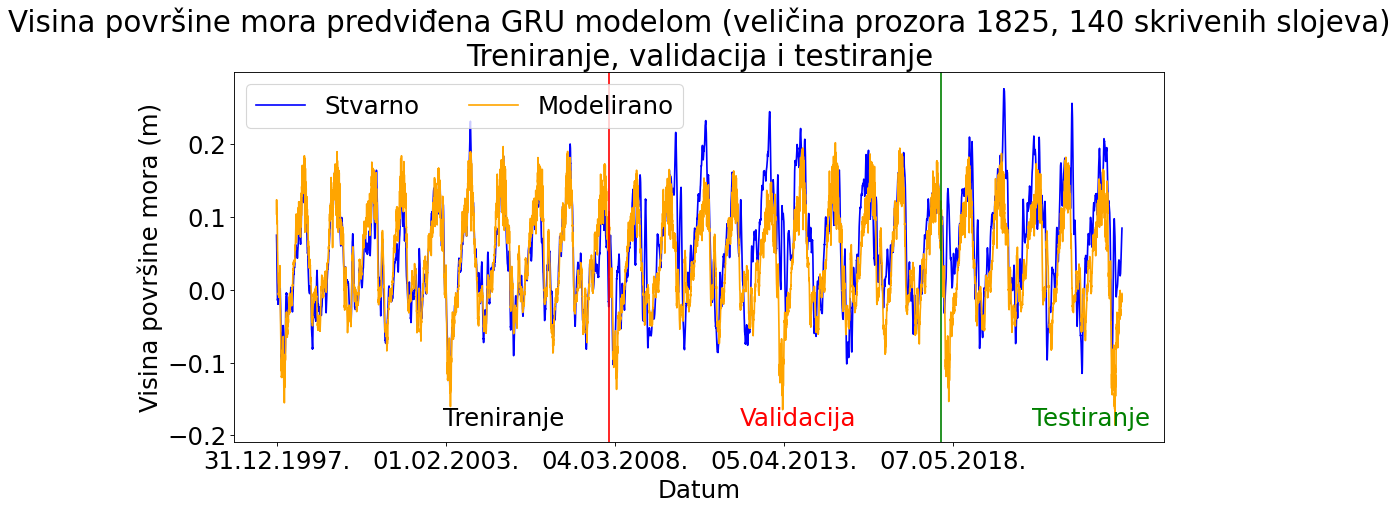 Visina površine mora predviđena GRU modelom (veličina prozora 1825, 140 skrivenih slojeva)
Treniranje, validacija i testiranje
Stvarno
Modelirano
Visina površine mora (m)
0.2
0.1
0.0
−0.1
−0.2
Treniranje
Validacija
Testiranje
31.12.1997.
01.02.2003.
04.03.2008.
05.04.2013.
07.05.2018.
Datum